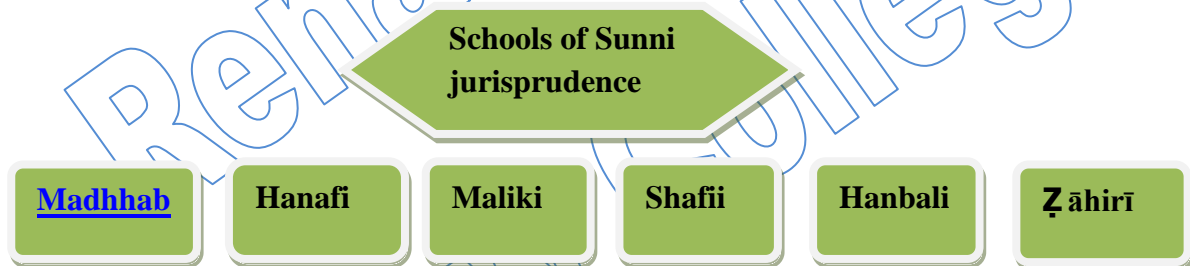 Schools of Sunni
jurisprudence
Madhhab
Hanafi
Maliki
Shafii
Hanbali
Ẓāhirī